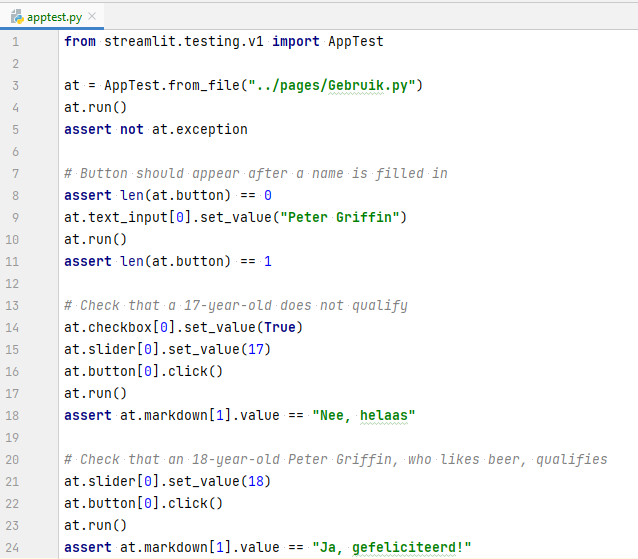 apptest.py
1 from streamlit.testing.v1 import AppTest
2
3 at = AppTest.from_file("../pages/Gebruik.py")
4 at.run()
5 assert not at.exception
6
7 # Button should appear after a name is filled in
8 assert len(at.button) == 0
9 at.text_input[0].set_value("Peter Griffin")
10 at.run()
11 assert len(at.button) == 1
12
13 # Check that a 17-year-old does not qualify
14 at.checkbox[0].set_value(True)
15 at.slider[0].set_value(17)
16 at.button[0].click()
17 at.run()
18 assert at.markdown[1].value == "Nee, helaas"
19
20 # Check that an 18-year-old Peter Griffin, who likes beer, qualifies
21 at.slider[0].set_value(18)
22 at.button[0].click()
23 at.run()
24 assert at.markdown[1].value == "Ja, gefeliciteerd!"